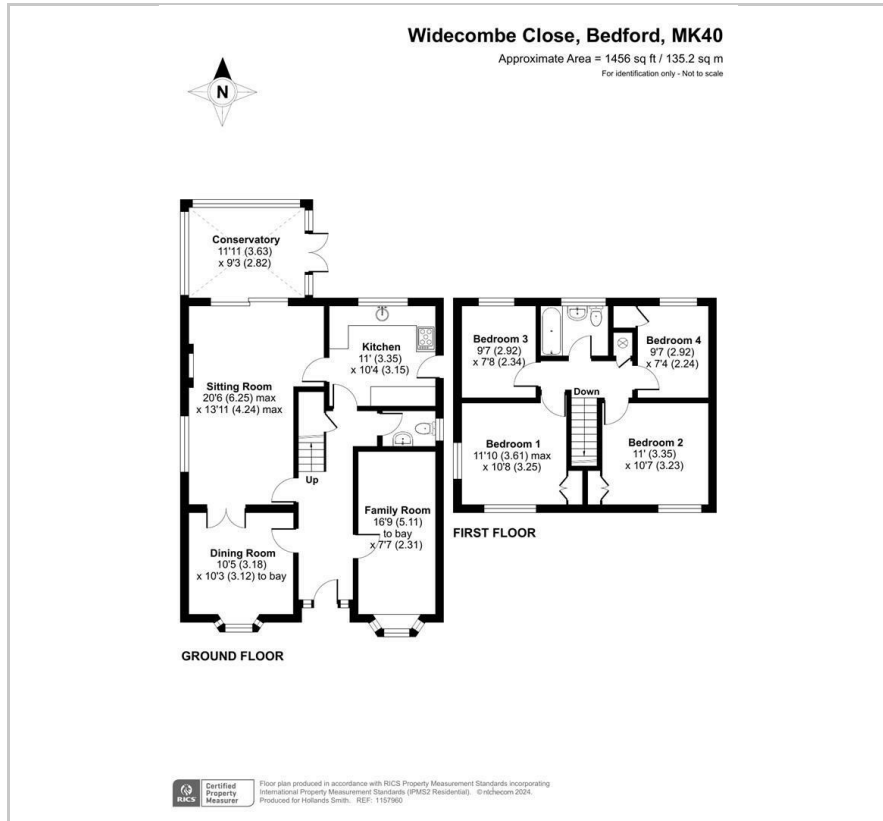 Widecombe Close, Bedford, MK40
Approximate Area = 1456 sq ft / 135.2 sq m
For identification only - Not to scale
N
Conservatory
11'11 (3.63)
x 9'3 (2.82)
Kitchen
11' (3.35)
x 10'4 (3.15)
Sitting Room
20'6 (6.25) max
x 13'11 (4.24) max
Up
Family Room
16'9 (5.11)
to bay
x 7'7 (2.31)
Dining Room
10'5 (3.18)
x 10'3 (3.12) to bay
GROUND FLOOR
Bedroom 3
9'7 (2.92)
x 7'8 (2.34)
Bedroom 4
9'7 (2.92)
x 7'4 (2.24)
Down
Bedroom 1
11'10 (3.61) max
x 10'8 (3.25)
Bedroom 2
11' (3.35)
x 10'7 (3.23)
FIRST FLOOR
RICS
Certified
Property
Measurer
Floor plan produced in accordance with RICS Property Measurement Standards incorporating
International Property Measurement Standards (IPMS2 Residential). © ntchecom 2024.
Produced for Hollands Smith. REF: 1157960